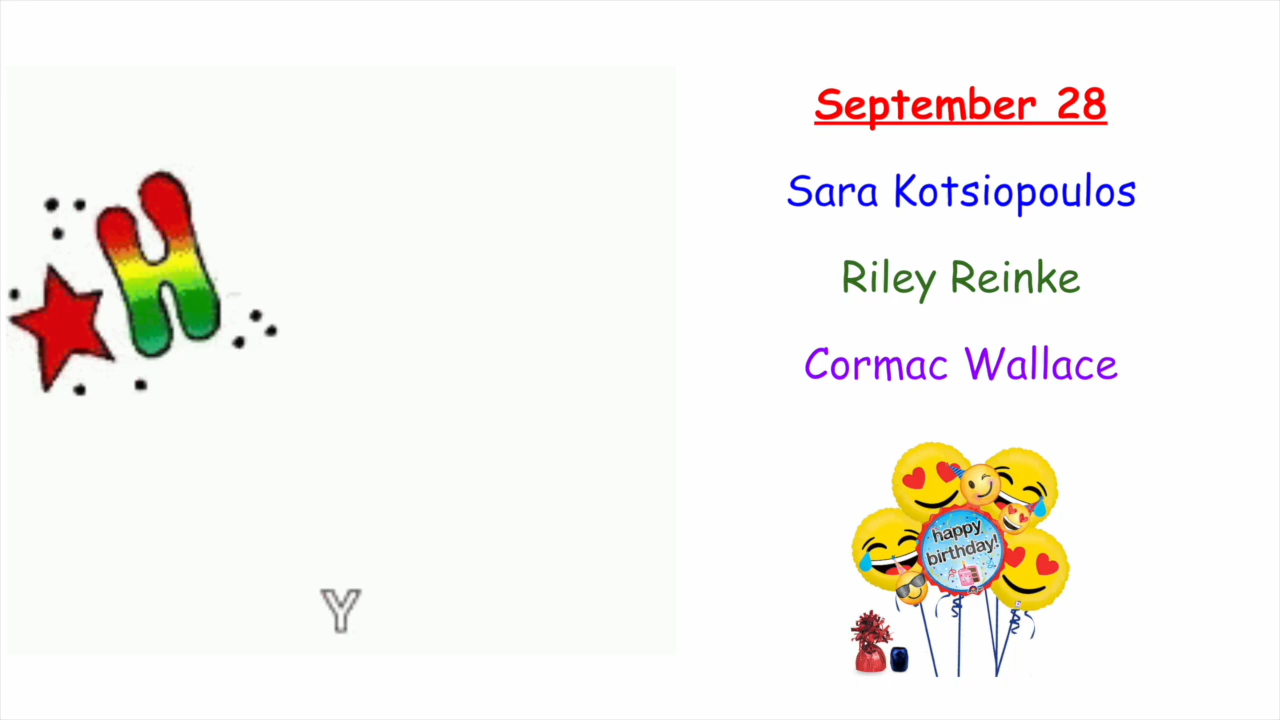 H
Y
September 28
Sara Kotsiopoulos
Riley Reinke
Cormac Wallace
happy
birthday!